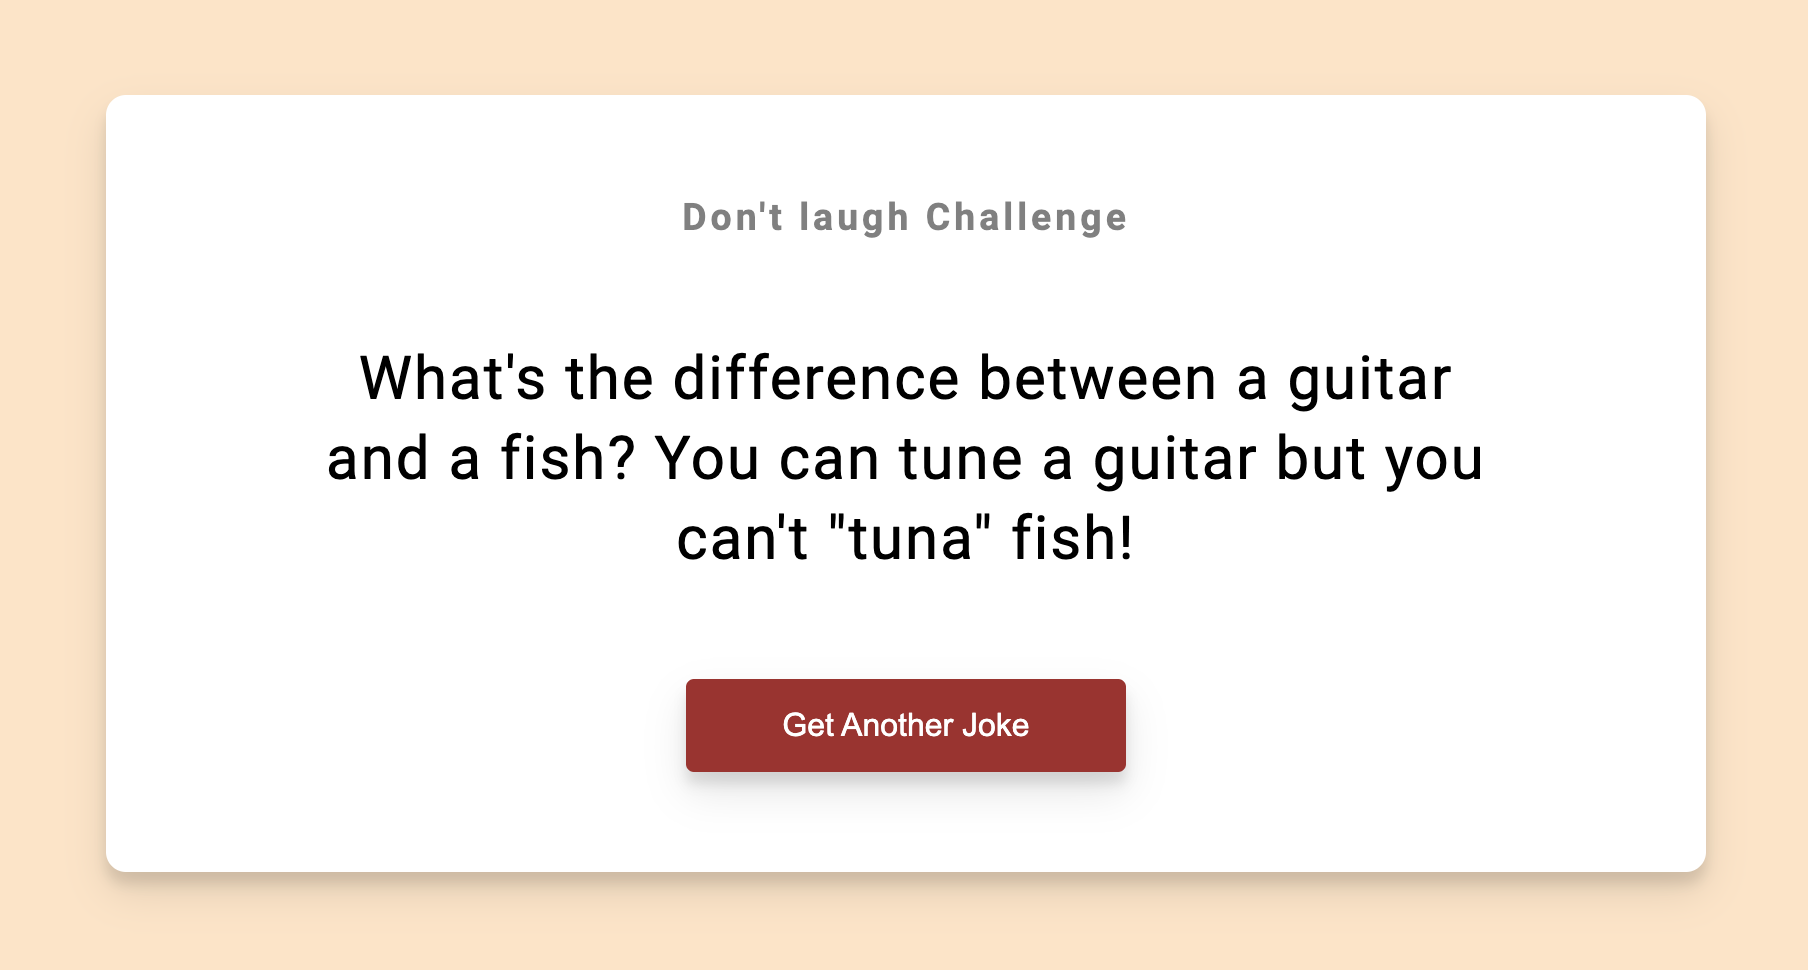 Don't laugh Challenge
What's the difference between a guitar
and a fish? You can tune a guitar but you
can't "tuna" fish!
Get Another Joke